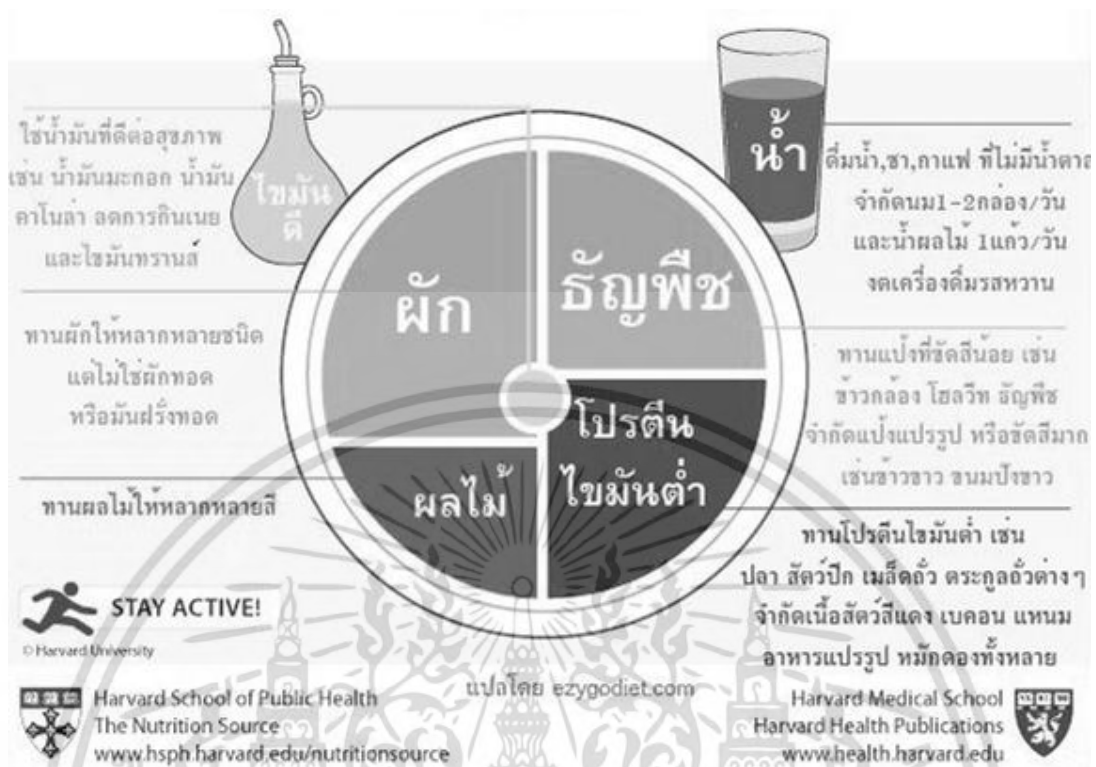 ใช้น้ำมันที่ดีต่อสุขภาพ
เช่น น้ำมันมะกอก น้ำมัน
คาโนล่า ลดการกินเนย
และไขมันทรานส์
ไขมัน
ดี
น้ำ
ดื่มน้ำ,ชา,กาแฟ ที่ไม่มีน้ำตาล
จำกัดนม1-2กล่อง/วัน
และน้ำผลไม้ 1แก้ว/วัน
งดเครื่องดื่มรสหวาน
ผัก
ธัญพืช
ทานผักให้หลากหลายชนิด
แต่ไม่ใช่ผักทอด
หรือมันฝรั่งทอด
ทานแป้งที่ขัดสีน้อย เช่น
ข้าวกล้อง โฮลวีท ธัญพืช
จำกัดแป้งแปรรูป หรือขัดสีมาก
เช่นข้าวขาว ขนมปังขาว
ผลไม้
โปรตีน
ไขมันต่ำ
ทานผลไม้ให้หลากหลายสี
ทานโปรตีนไขมันต่ำ เช่น
ปลา สัตว์ปีก เมล็ดถั่ว ตระกูลถั่วต่างๆ
จำกัดเนื้อสัตว์สีแดง เบคอน แหนม
อาหารแปรรูป หมักดองทั้งหลาย
STAY ACTIVE!
© Harvard University
แปลโดย ezygodiet.com
Harvard School of Public Health
The Nutrition Source
www.hsph.harvard.edu/nutritionsource
Harvard Medical School
Harvard Health Publications
www.health.harvard.edu